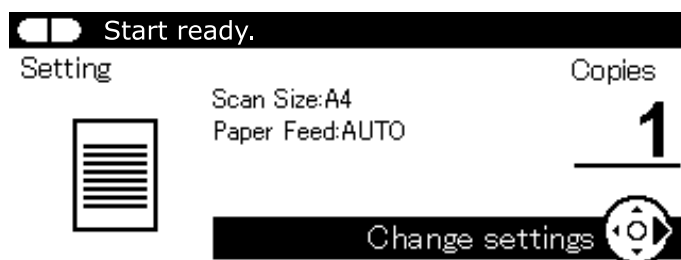 Start ready.
Setting
Copies
Scan Size:A4
Paper Feed:AUTO
1
Change settings